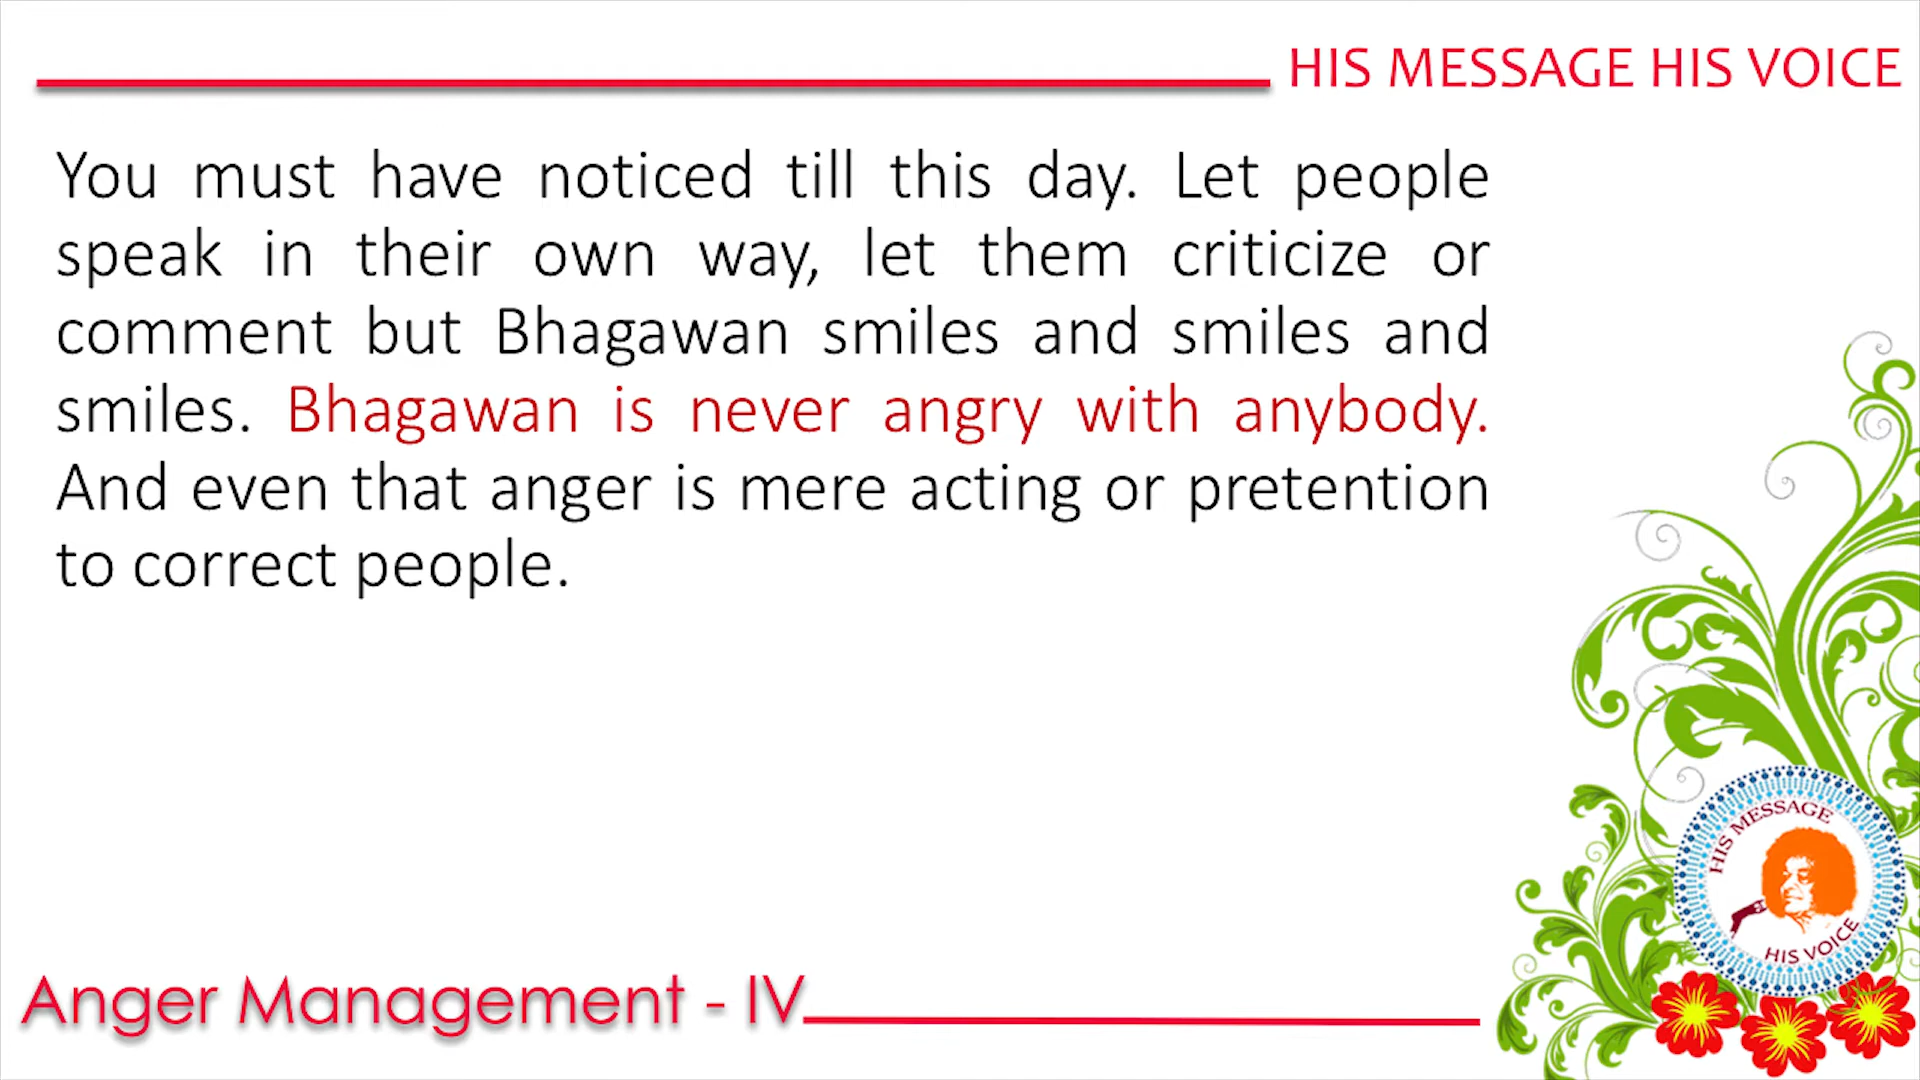 HIS MESSAGE HIS VOICE
You must have noticed till this day. Let people
speak in their own way, let them criticize or
comment but Bhagawan smiles and smiles and
smiles. Bhagawan is never angry with anybody.
And even that anger is mere acting or pretention
to correct people.
HIS MESSAGE
HIS VOICE
Anger Management - IV